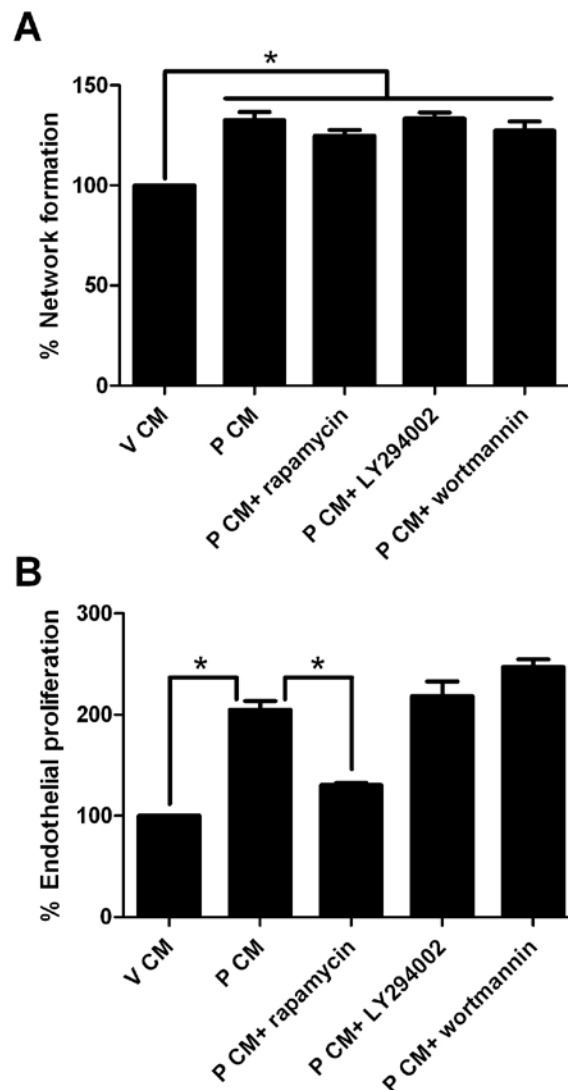 A
*
% Network formation
150
100
50
0
V CM
P CM
P CM+ rapamycin
P CM+ LY294002
P CM+ wortmannin
B
% Endothelial proliferation
300
200
100
0
*
*
V CM
P CM
P CM+ rapamycin
P CM+ LY294002
P CM+ wortmannin